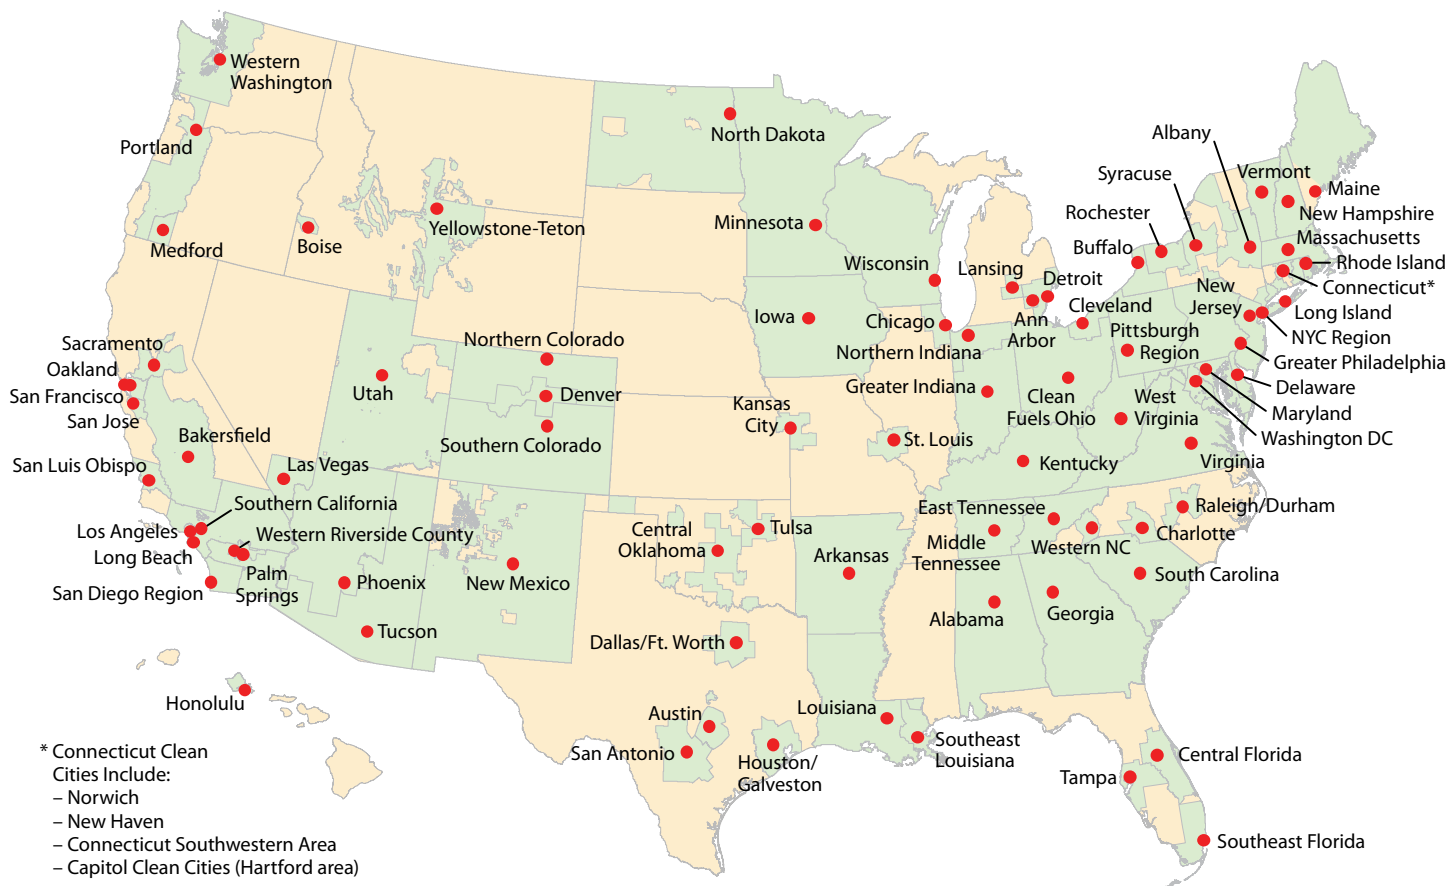 Western
Washington
Portland
Medford
Boise
Yellowstone-Teton
North Dakota
Minnesota
Wisconsin
Iowa
Chicago
Northern Indiana
Greater Indiana
Lansing
Detroit
Ann
Arbor
Cleveland
Pittsburgh
Region
Clean
Fuels Ohio
West
Virginia
Kentucky
Albany
Syracuse
Rochester
Buffalo
Vermont
Maine
New Hampshire
Massachusetts
Rhode Island
Connecticut*
New
Jersey
Long Island
NYC Region
Greater Philadelphia
Delaware
Maryland
Washington DC
Virginia
Sacramento
Oakland
San Francisco
San Jose
Bakersfield
San Luis Obispo
Las Vegas
Southern California
Los Angeles
Western Riverside County
Long Beach
Palm
Springs
San Diego Region
Utah
Northern Colorado
Denver
Southern Colorado
Phoenix
Tucson
New Mexico
Kansas
City
St. Louis
Central
Oklahoma
Tulsa
Arkansas
East Tennessee
Middle
Tennessee
Western NC
Raleigh/Durham
Charlotte
South Carolina
Alabama
Georgia
Dallas/Ft. Worth
Austin
San Antonio
Houston/
Galveston
Louisiana
Southeast
Louisiana
Central Florida
Tampa
Southeast Florida
Honolulu
* Connecticut Clean
Cities Include:
– Norwich
– New Haven
– Connecticut Southwestern Area
– Capitol Clean Cities (Hartford area)